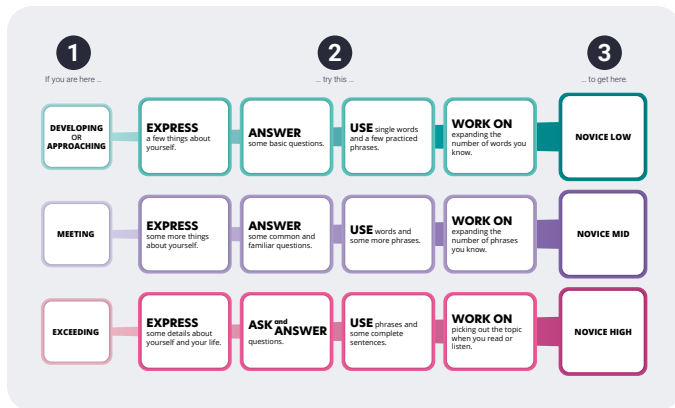 1
2
3
If you are here ...
... try this ...
... to get here.
DEVELOPING
OR
APPROACHING
EXPRESS
a few things about
yourself.
ANSWER
some basic questions.
USE single words
and a few practiced
phrases.
WORK ON
expanding the
number of words you
know.
NOVICE LOW
MEETING
EXPRESS
some more things
about yourself.
ANSWER
some common and
familiar questions.
USE words and
some more phrases.
WORK ON
expanding the
number of phrases
you know.
NOVICE MID
EXCEEDING
EXPRESS
some details about
yourself and your life.
ASK and
ANSWER
questions.
USE phrases and
some complete
sentences.
WORK ON
picking out the topic
when you read or
listen.
NOVICE HIGH